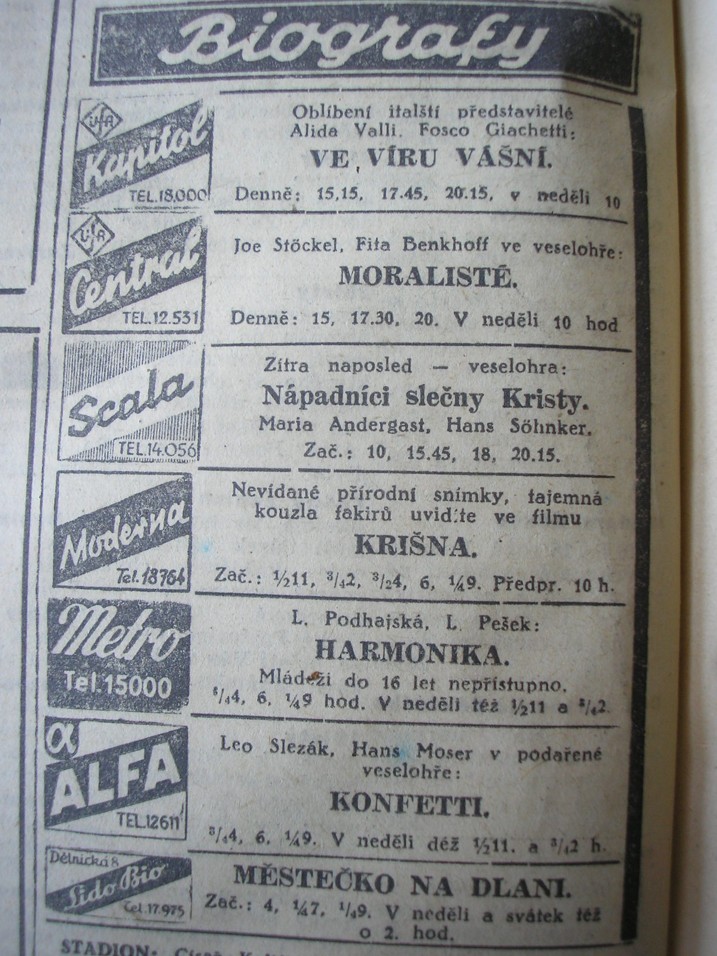 Biografy
UFA
Kapitol
TEL.18.000
Oblíbení italští představitelé
Alida Valli, Fosco Giachetti:
VE VÍRU VÁŠNÍ.
Denně: 15,15, 17.45, 20.15, v neděli 10
UFA
Central
TEL.12.531
Joe Stöckel, Fita Benkhoff ve veselohře:
MORALISTÉ.
Denně: 15, 17.30, 20. V neděli 10 hod
Scala
TEL.14.056
Zítra naposled — veselohra:
Nápadníci slečny Kristy.
Maria Andergast, Hans Söhnker.
Zač.: 10, 15.45, 18, 20.15.
Moderna
Tel.18764
Nevídané přírodní snímky, tajemná
kouzla fakirů uvidíte ve filmu
KRIŠNA.
Zač.: ½11, ¾2, ¾4, 6, ¼9. Předpr. 10 h.
Metro
Tel.15000
L. Podhajská, L. Pešek:
HARMONIKA.
Mládeži do 16 let nepřístupno.
6, ¼9 hod. V neděli též ½11 a ¾2.
α
ALFA
TEL.12611
Leo Slezák, Hans Moser v podařené
veselohře:
KONFETTI.
¾4, 6, ¼9. V neděli děž ½11. a ¾2 h.
Dělnická 8
Lido Bio
Tel.17.975
MĚSTEČKO NA DLANI.
Zač.: 4, ¼7, ¼9. V neděli a svátek též
o 2. hod.
STADION: